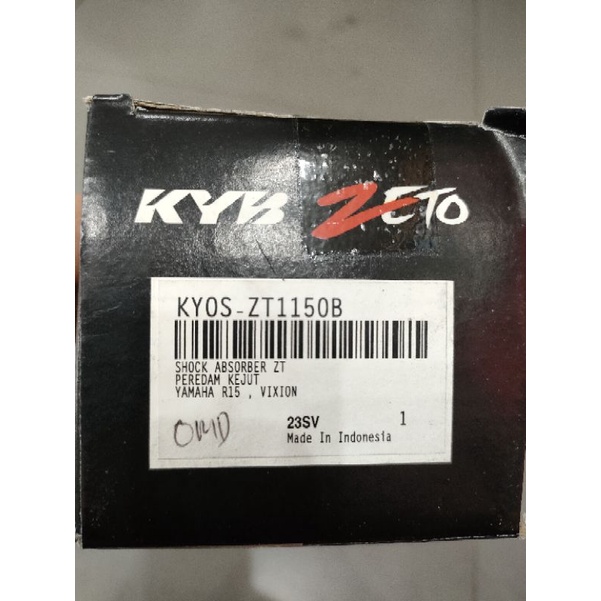 KYB ZETO
KYOS-ZT1150B
SHOCK ABSORBER ZT
PEREDAM KEJUT
YAMAHA R15 , VIXION
23SV 1
Made In Indonesia